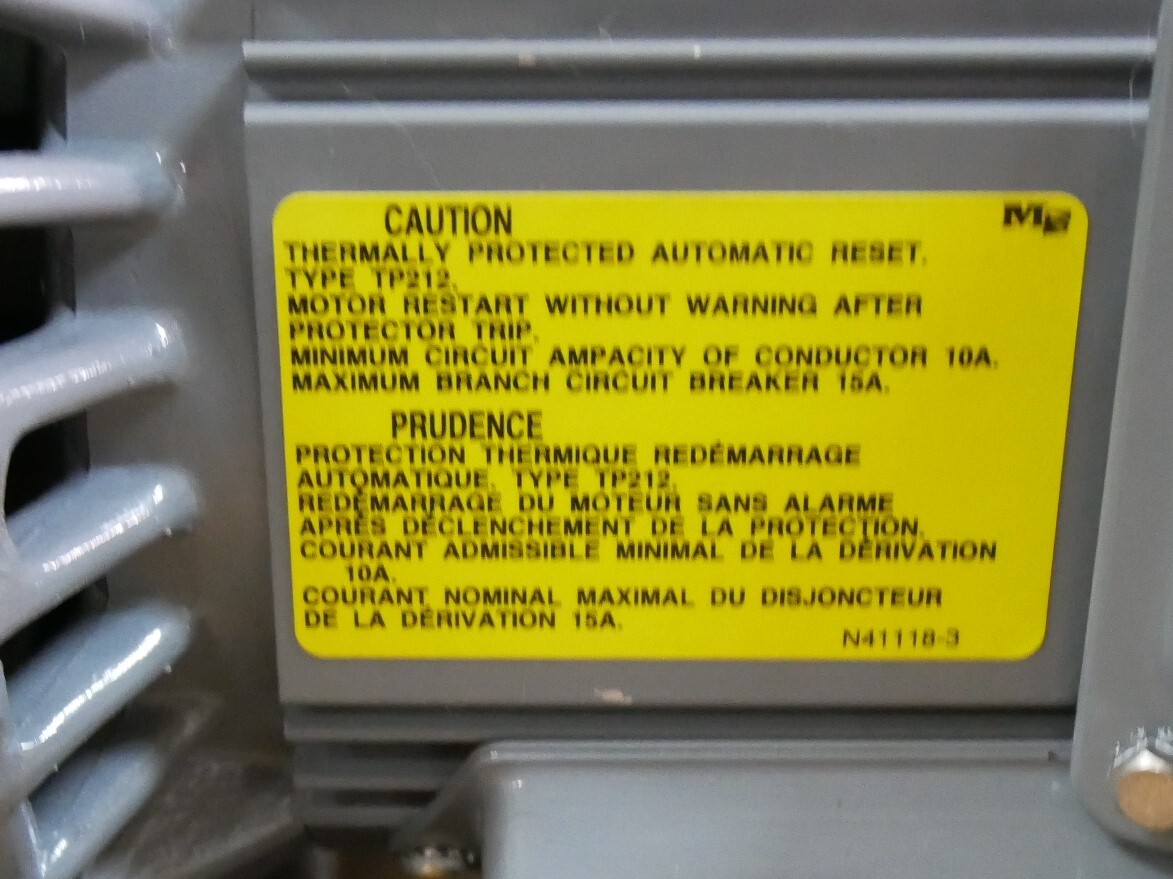 CAUTION
THERMALLY PROTECTED AUTOMATIC RESET.
TYPE TP212.
MOTOR RESTART WITHOUT WARNING AFTER
PROTECTOR TRIP.
MINIMUM CIRCUIT AMPACITY OF CONDUCTOR 10A.
MAXIMUM BRANCH CIRCUIT BREAKER 15A.
PRUDENCE
PROTECTION THERMIQUE REDÉMARRAGE
AUTOMATIQUE. TYPE TP212.
REDÉMARRAGE DU MOTEUR SANS ALARME
APRÈS DÉCLENCHEMENT DE LA PROTECTION.
COURANT ADMISSIBLE MINIMAL DE LA DÉRIVATION
10A.
COURANT NOMINAL MAXIMAL DU DISJONCTEUR
DE LA DÉRIVATION 15A.
N41118-3